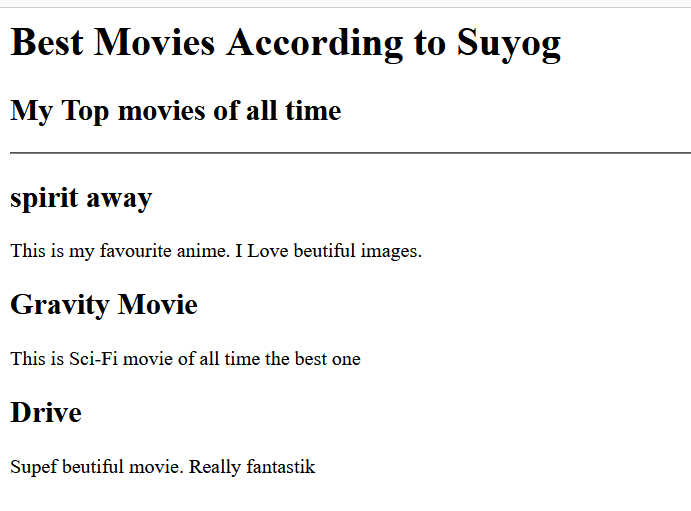 Best Movies According to Suyog
My Top movies of all time
spirit away
This is my favourite anime. I Love beutiful images.
Gravity Movie
This is Sci-Fi movie of all time the best one
Drive
Supef beutiful movie. Really fantastik